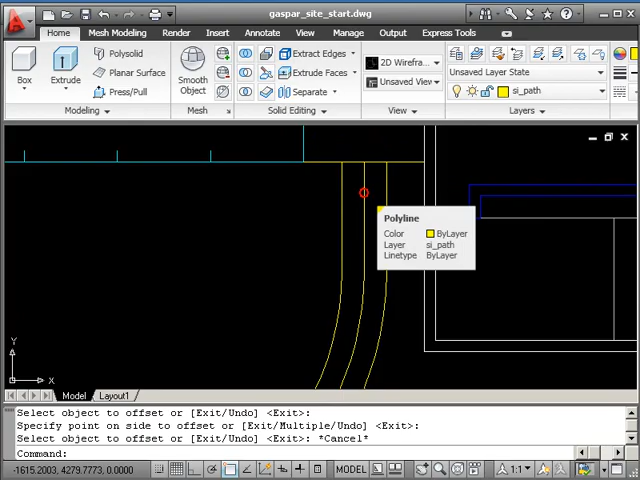 gaspar_site_start.dwg
Home Mesh Modeling Render Insert Annotate View Manage Output Express Tools
Box
Extrude
Polysolid
Planar Surface
Press/Pull
Smooth
Object
Extract Edges
Extrude Faces
Separate
2D Wirefra...
Unsaved View
Unsaved Layer State
si_path
Modeling
Mesh
Solid Editing
View
Layers
Polyline
Color ByLayer
Layer si_path
Linetype ByLayer
Y
X
Model Layout1
Select object to offset or [Exit/Undo] <Exit>:
Specify point on side to offset or [Exit/Multiple/Undo] <Exit>:
Select object to offset or [Exit/Undo] <Exit>: *Cancel*
Command:
-1615.2003, 4279.7773, 0.0000
MODEL
1:1